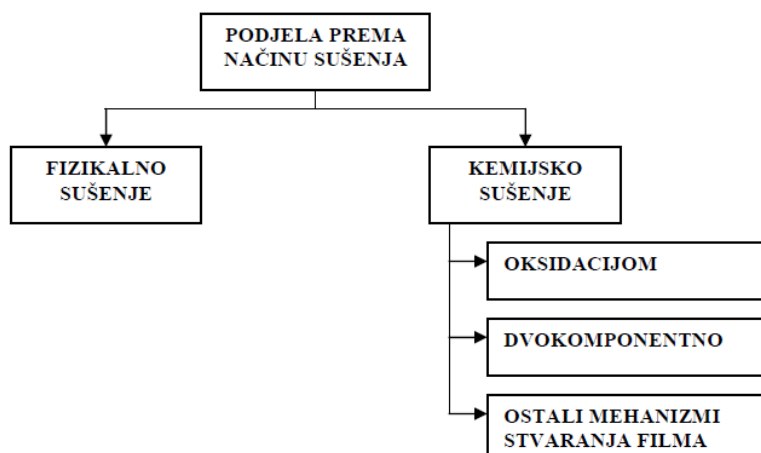 PODJELA PREMA
NAČINU SUŠENJA
FIZIKALNO
SUŠENJE
KEMIJSKO
SUŠENJE
OKSIDACIJOM
DVOKOMPONENTNO
OSTALI MEHANIZMI
STVARANJA FILMA